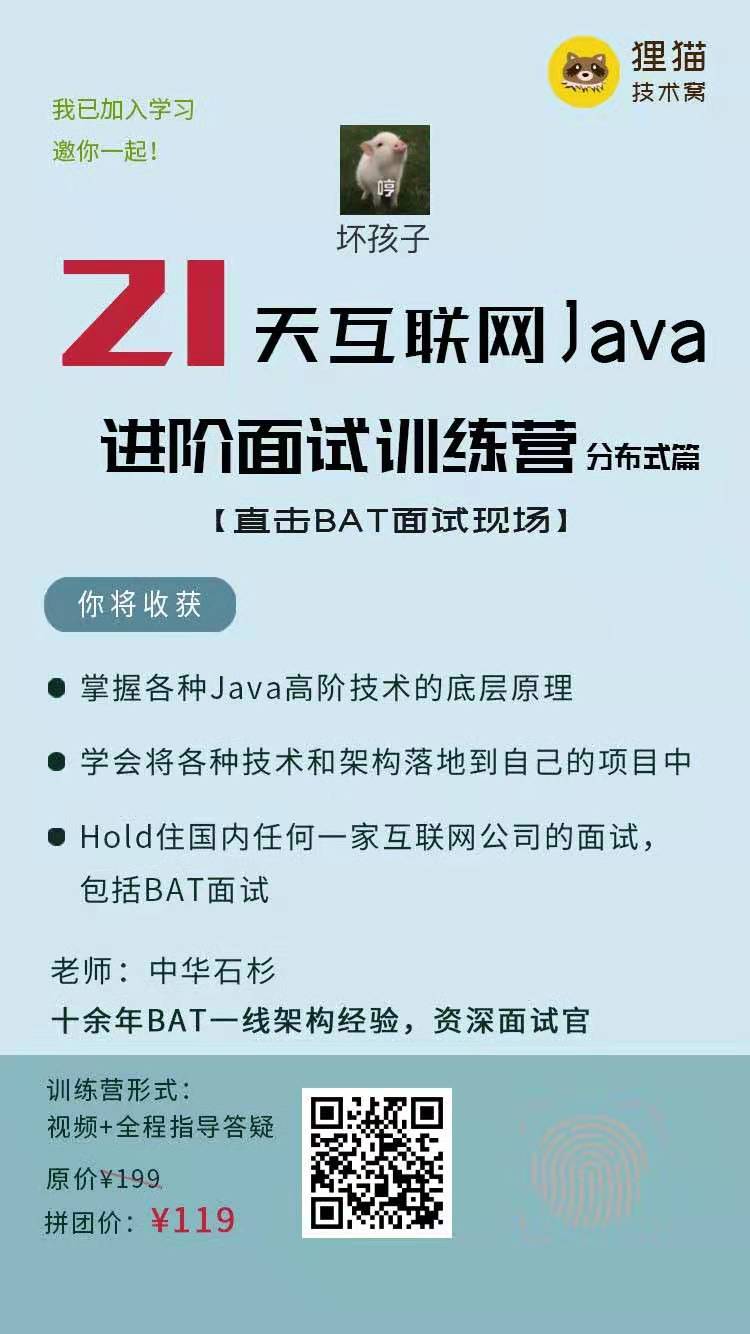 狸猫
技术窝
我已加入学习
邀你一起！
哼
坏孩子
21天互联网Java
进阶面试训练营 分布式篇
【直击BAT面试现场】
你将收获
掌握各种Java高阶技术的底层原理
学会将各种技术和架构落地到自己的项目中
Hold住国内任何一家互联网公司的面试，
包括BAT面试
老师：中华石杉
十余年BAT一线架构经验，资深面试官
训练营形式：
视频+全程指导答疑
原价¥199
拼团价：¥119